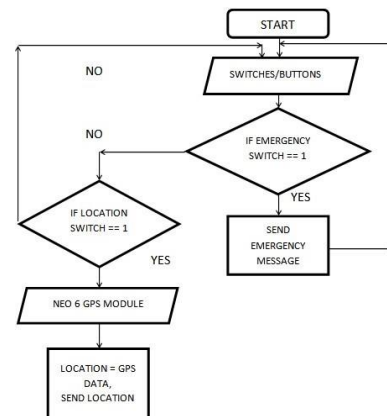 START
NO
SWITCHES/BUTTONS
NO
IF EMERGENCY
SWITCH == 1
YES
IF LOCATION
SWITCH == 1
SEND
EMERGENCY
MESSAGE
YES
NEO 6 GPS MODULE
LOCATION = GPS
DATA,
SEND LOCATION